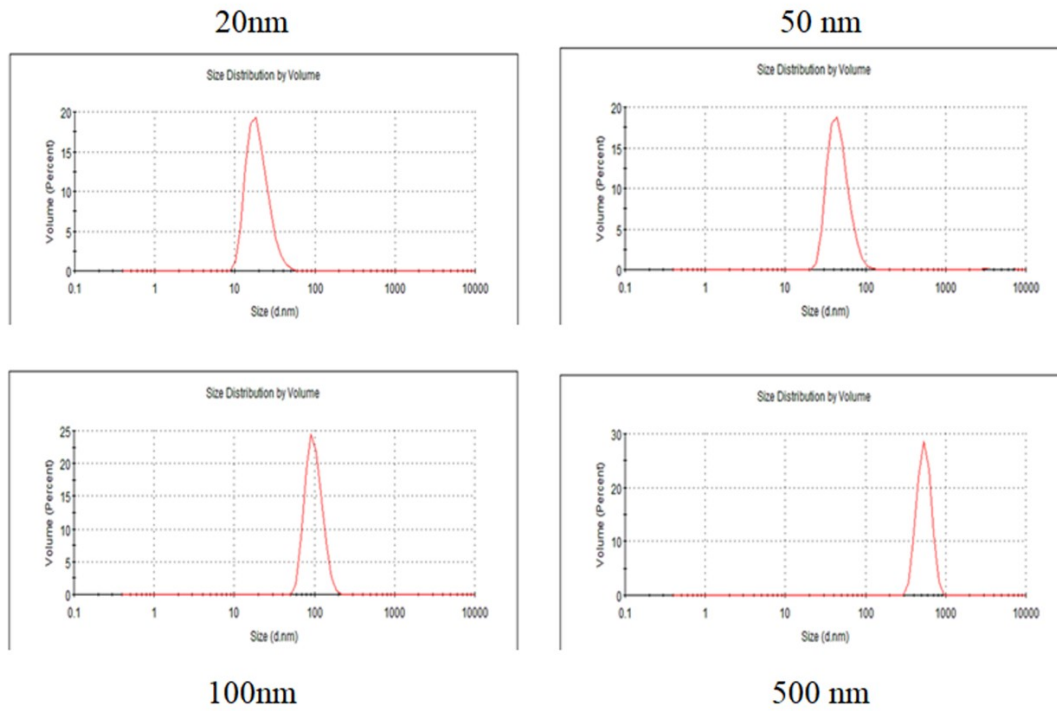 20nm
50 nm
Size Distribution by Volume
20
15
10
5
0
Volume (Percent)
0.1 1 10 100 1000 10000
Size (d.nm)
Size Distribution by Volume
20
15
10
5
0
Volume (Percent)
0.1 1 10 100 1000 10000
Size (d.nm)
Size Distribution by Volume
25
20
15
10
5
0
Volume (Percent)
0.1 1 10 100 1000 10000
Size (d.nm)
Size Distribution by Volume
30
20
10
0
Volume (Percent)
0.1 1 10 100 1000 10000
Size (d.nm)
100nm
500 nm